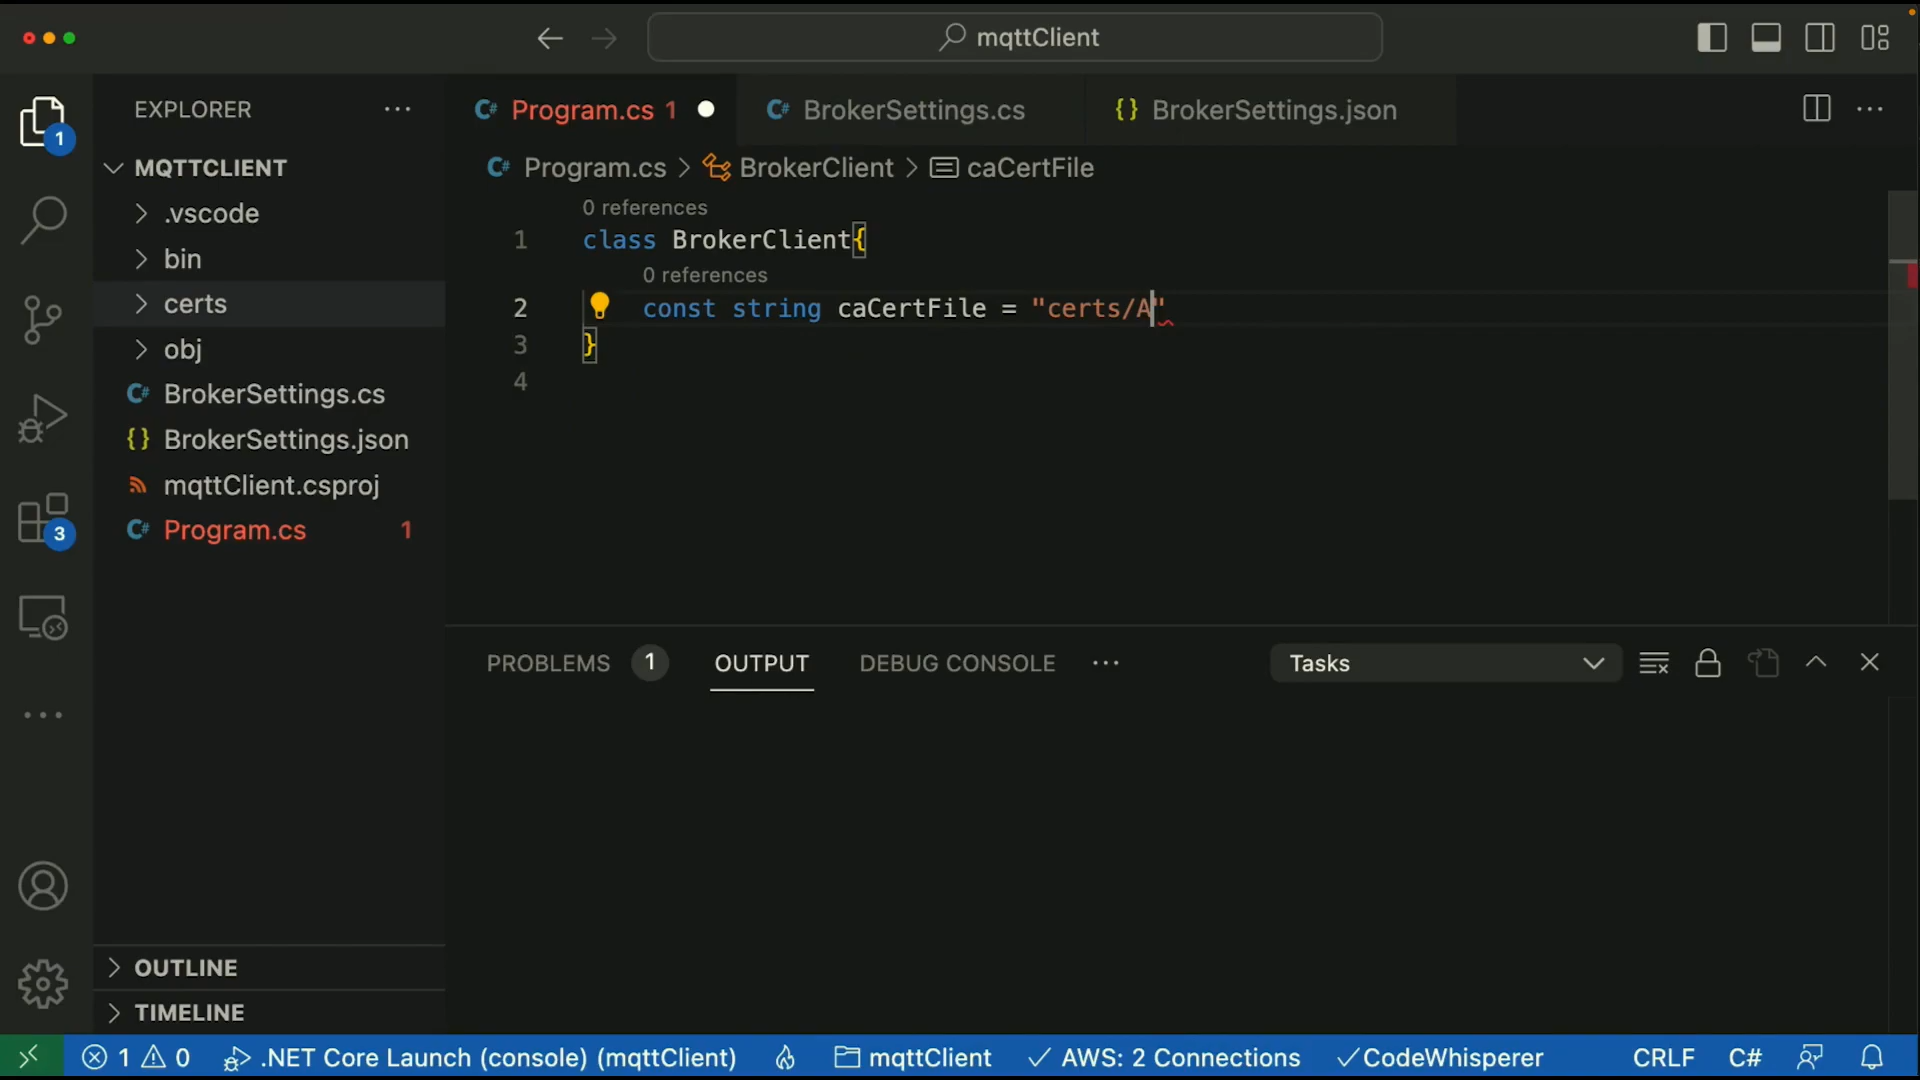 mqttClient
EXPLORER
MQTTCLIENT
.vscode
bin
certs
obj
C# BrokerSettings.cs
{} BrokerSettings.json
mqttClient.csproj
C# Program.cs 1
OUTLINE
TIMELINE
1
3
C# Program.cs 1
C# BrokerSettings.cs
{} BrokerSettings.json
C# Program.cs > BrokerClient > caCertFile
0 references
1 class BrokerClient{
0 references
2 const string caCertFile = "certs/A"
3 }
4
PROBLEMS 1 OUTPUT DEBUG CONSOLE
Tasks
1 0 .NET Core Launch (console) (mqttClient) mqttClient AWS: 2 Connections CodeWhisperer CRLF C#